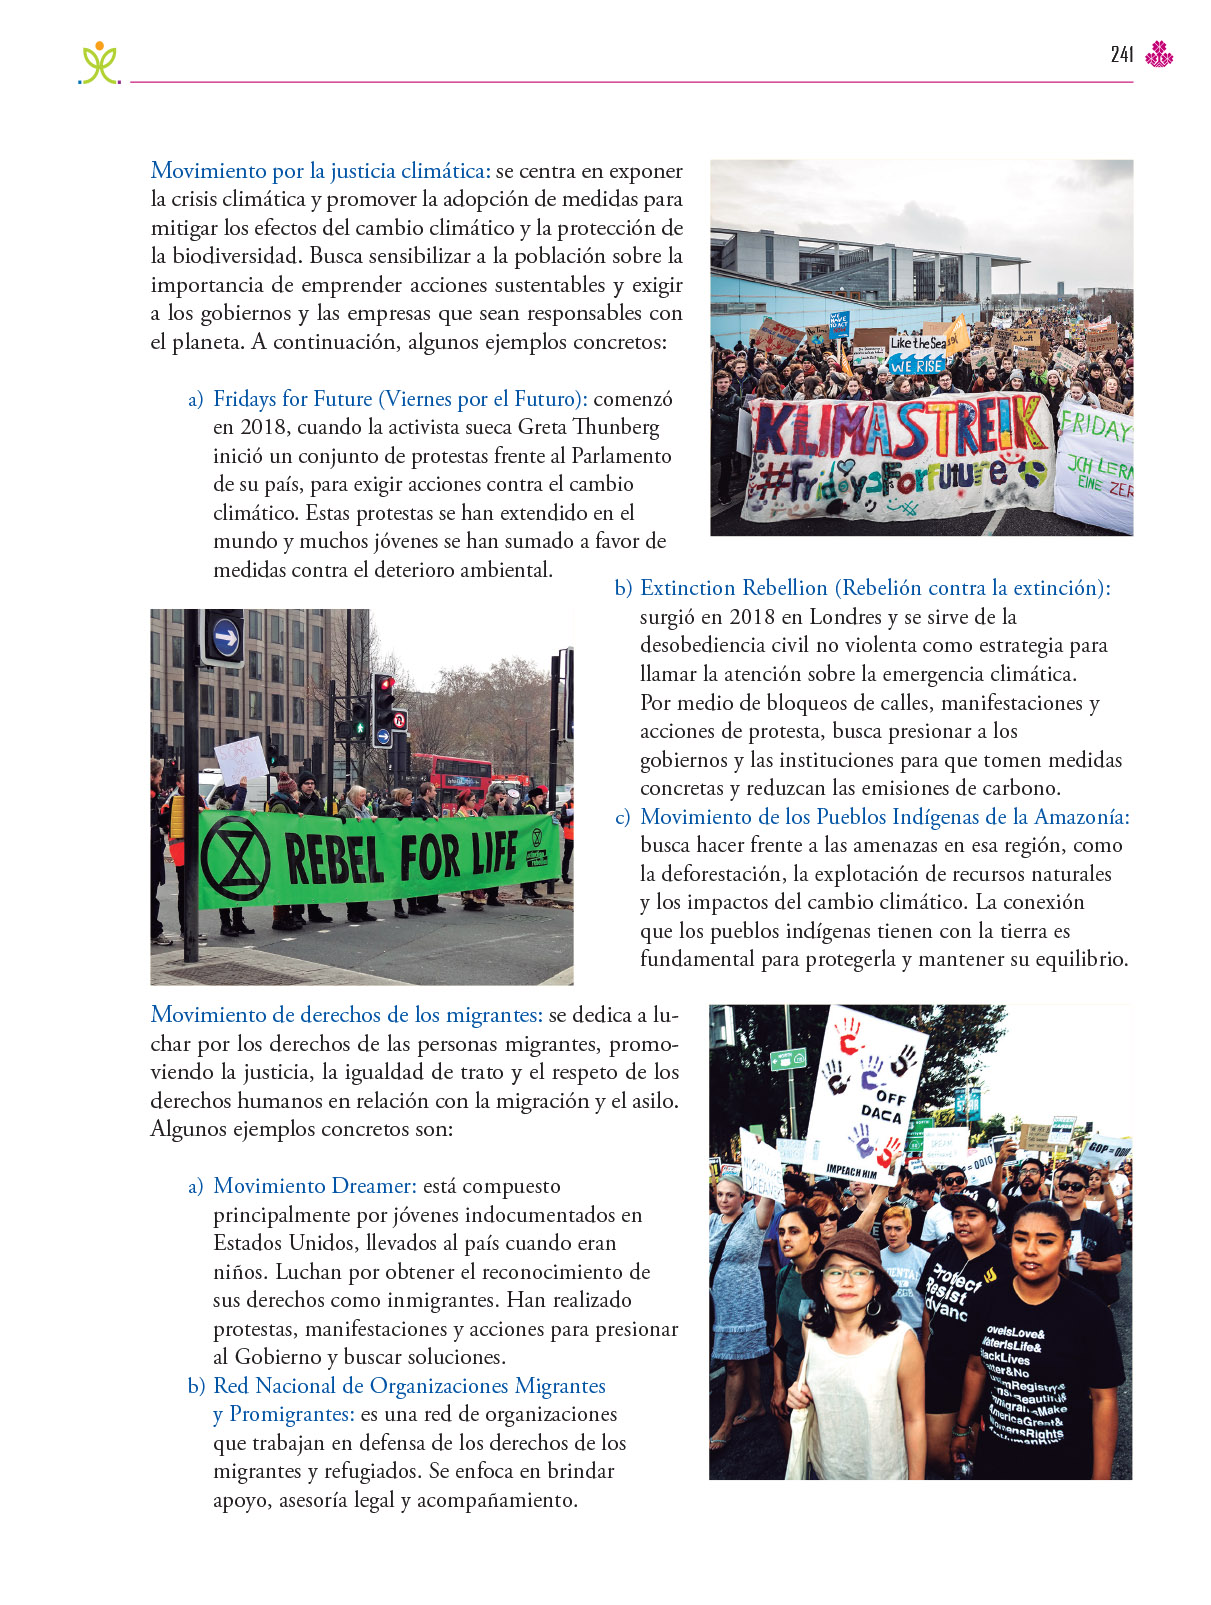 241
Movimiento por la justicia climática: se centra en exponer
la crisis climática y promover la adopción de medidas para
mitigar los efectos del cambio climático y la protección de
la biodiversidad. Busca sensibilizar a la población sobre la
importancia de emprender acciones sustentables y exigir
a los gobiernos y las empresas que sean responsables con
el planeta. A continuación, algunos ejemplos concretos:
a) Fridays for Future (Viernes por el Futuro): comenzó
en 2018, cuando la activista sueca Greta Thunberg
inició un conjunto de protestas frente al Parlamento
de su país, para exigir acciones contra el cambio
climático. Estas protestas se han extendido en el
mundo y muchos jóvenes se han sumado a favor de
medidas contra el deterioro ambiental.
WE
HAVE
TO ACT
Like the Sea
WE RISE
KLIMASTREIK
#FridaysForFuture
FRIDAY
ICH LERN
EINE ZER
b) Extinction Rebellion (Rebelión contra la extinción):
surgió en 2018 en Londres y se sirve de la
desobediencia civil no violenta como estrategia para
llamar la atención sobre la emergencia climática.
Por medio de bloqueos de calles, manifestaciones y
acciones de protesta, busca presionar a los
gobiernos y las instituciones para que tomen medidas
concretas y reduzcan las emisiones de carbono.
c) Movimiento de los Pueblos Indígenas de la Amazonía:
busca hacer frente a las amenazas en esa región, como
la deforestación, la explotación de recursos naturales
y los impactos del cambio climático. La conexión
que los pueblos indígenas tienen con la tierra es
fundamental para protegerla y mantener su equilibrio.
REBEL FOR LIFE
Movimiento de derechos de los migrantes: se dedica a lu-
char por los derechos de las personas migrantes, promo-
viendo la justicia, la igualdad de trato y el respeto de los
derechos humanos en relación con la migración y el asilo.
Algunos ejemplos concretos son:
a) Movimiento Dreamer: está compuesto
principalmente por jóvenes indocumentados en
Estados Unidos, llevados al país cuando eran
niños. Luchan por obtener el reconocimiento de
sus derechos como inmigrantes. Han realizado
protestas, manifestaciones y acciones para presionar
al Gobierno y buscar soluciones.
b) Red Nacional de Organizaciones Migrantes
y Promigrantes: es una red de organizaciones
que trabajan en defensa de los derechos de los
migrantes y refugiados. Se enfoca en brindar
apoyo, asesoría legal y acompañamiento.
NORTH
OFF
DACA
IMPEACH HIM
= ODIO
GOP = ODIO
Protect
Resist
dvanc
oveIsLove&
WaterIsLife&
lackLives
tter&No
imRegistry&
America Great&
omensRights